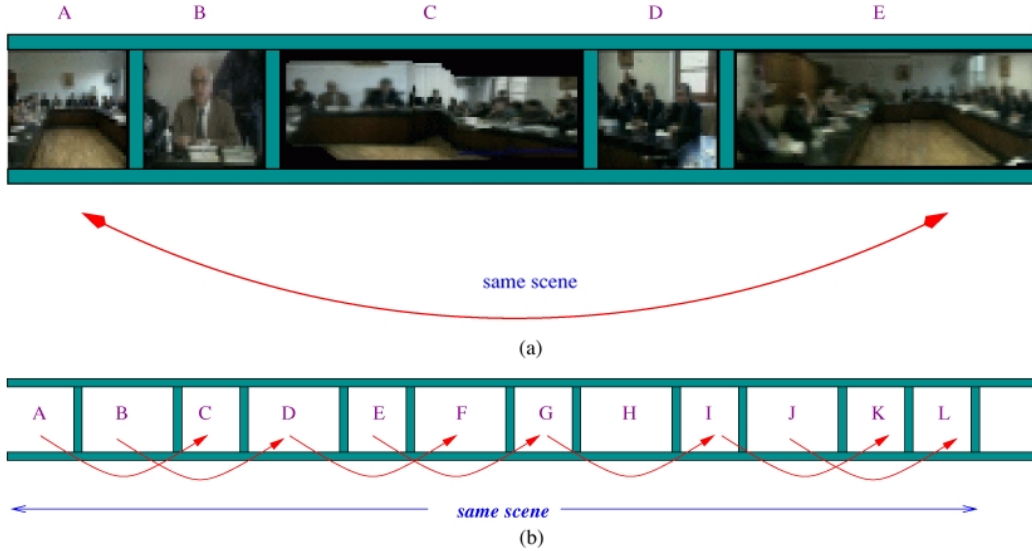 A B C D E
same scene
(a)
A B C D E F G H I J K L
same scene
(b)